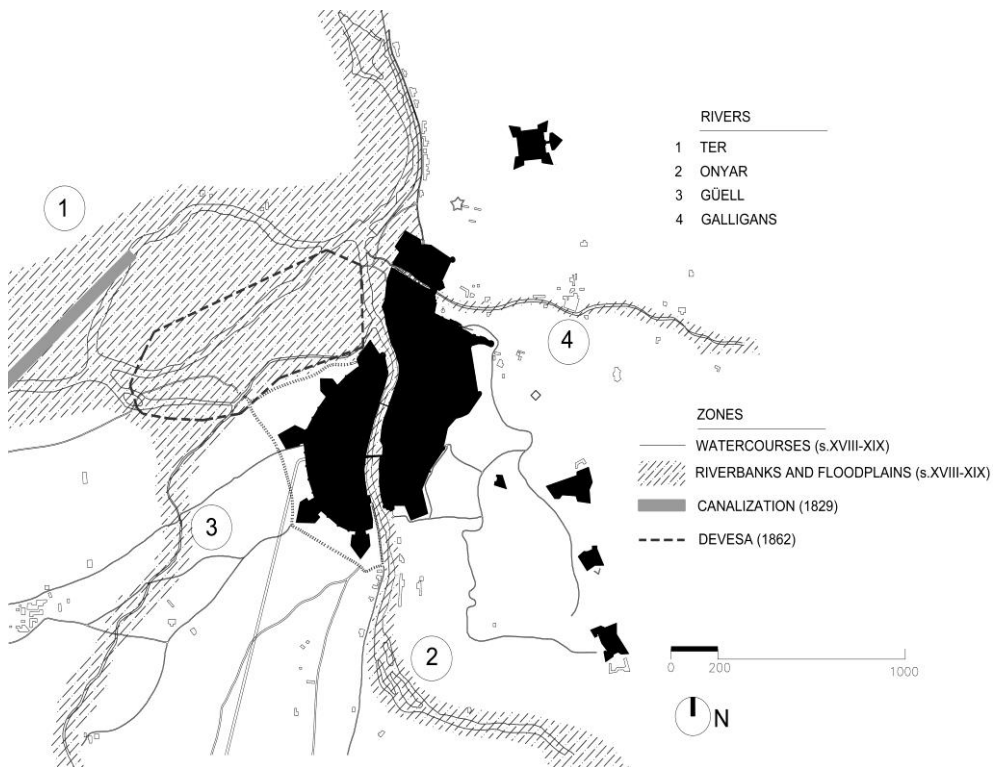 RIVERS
1 TER
2 ONYAR
3 GÜELL
4 GALLIGANS
1
4
3
2
ZONES
WATERCOURSES (s.XVIII-XIX)
RIVERBANKS AND FLOODPLAINS (s.XVIII-XIX)
CANALIZATION (1829)
DEVESA (1862)
0 200 1000
N